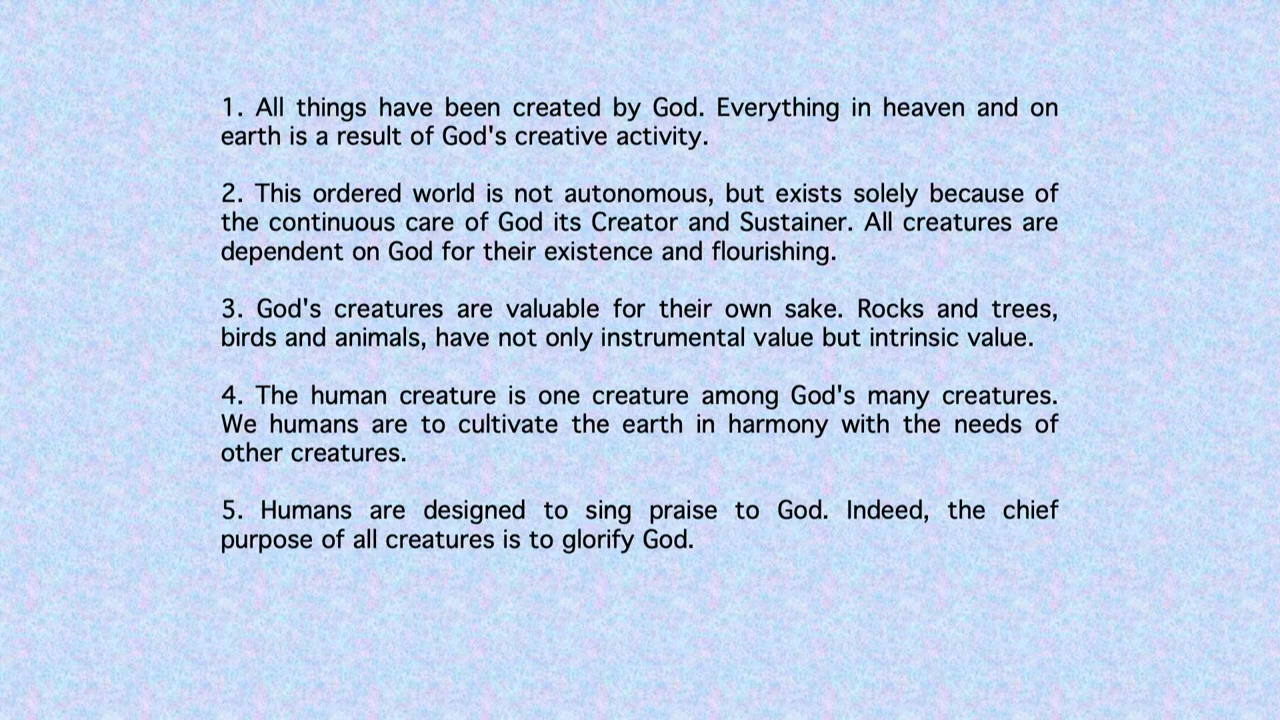 1. All things have been created by God. Everything in heaven and on
earth is a result of God's creative activity.
2. This ordered world is not autonomous, but exists solely because of
the continuous care of God its Creator and Sustainer. All creatures are
dependent on God for their existence and flourishing.
3. God's creatures are valuable for their own sake. Rocks and trees,
birds and animals, have not only instrumental value but intrinsic value.
4. The human creature is one creature among God's many creatures.
We humans are to cultivate the earth in harmony with the needs of
other creatures.
5. Humans are designed to sing praise to God. Indeed, the chief
purpose of all creatures is to glorify God.